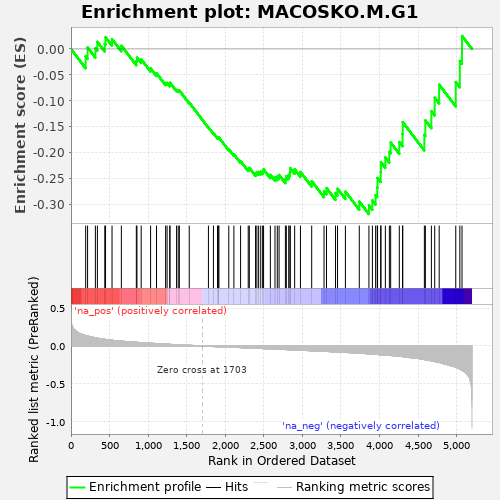 Enrichment plot: MACOSKO.M.G1
Enrichment score (ES)
0.00
-0.05
-0.10
-0.15
-0.20
-0.25
-0.30
'na_pos' (positively correlated)
Ranked list metric (PreRanked)
0.5
0.0
-0.5
-1.0
Zero cross at 1703
'na_neg' (negatively correlated)
0 500 1,000 1,500 2,000 2,500 3,000 3,500 4,000 4,500 5,000
Rank in Ordered Dataset
Enrichment profile Hits Ranking metric scores